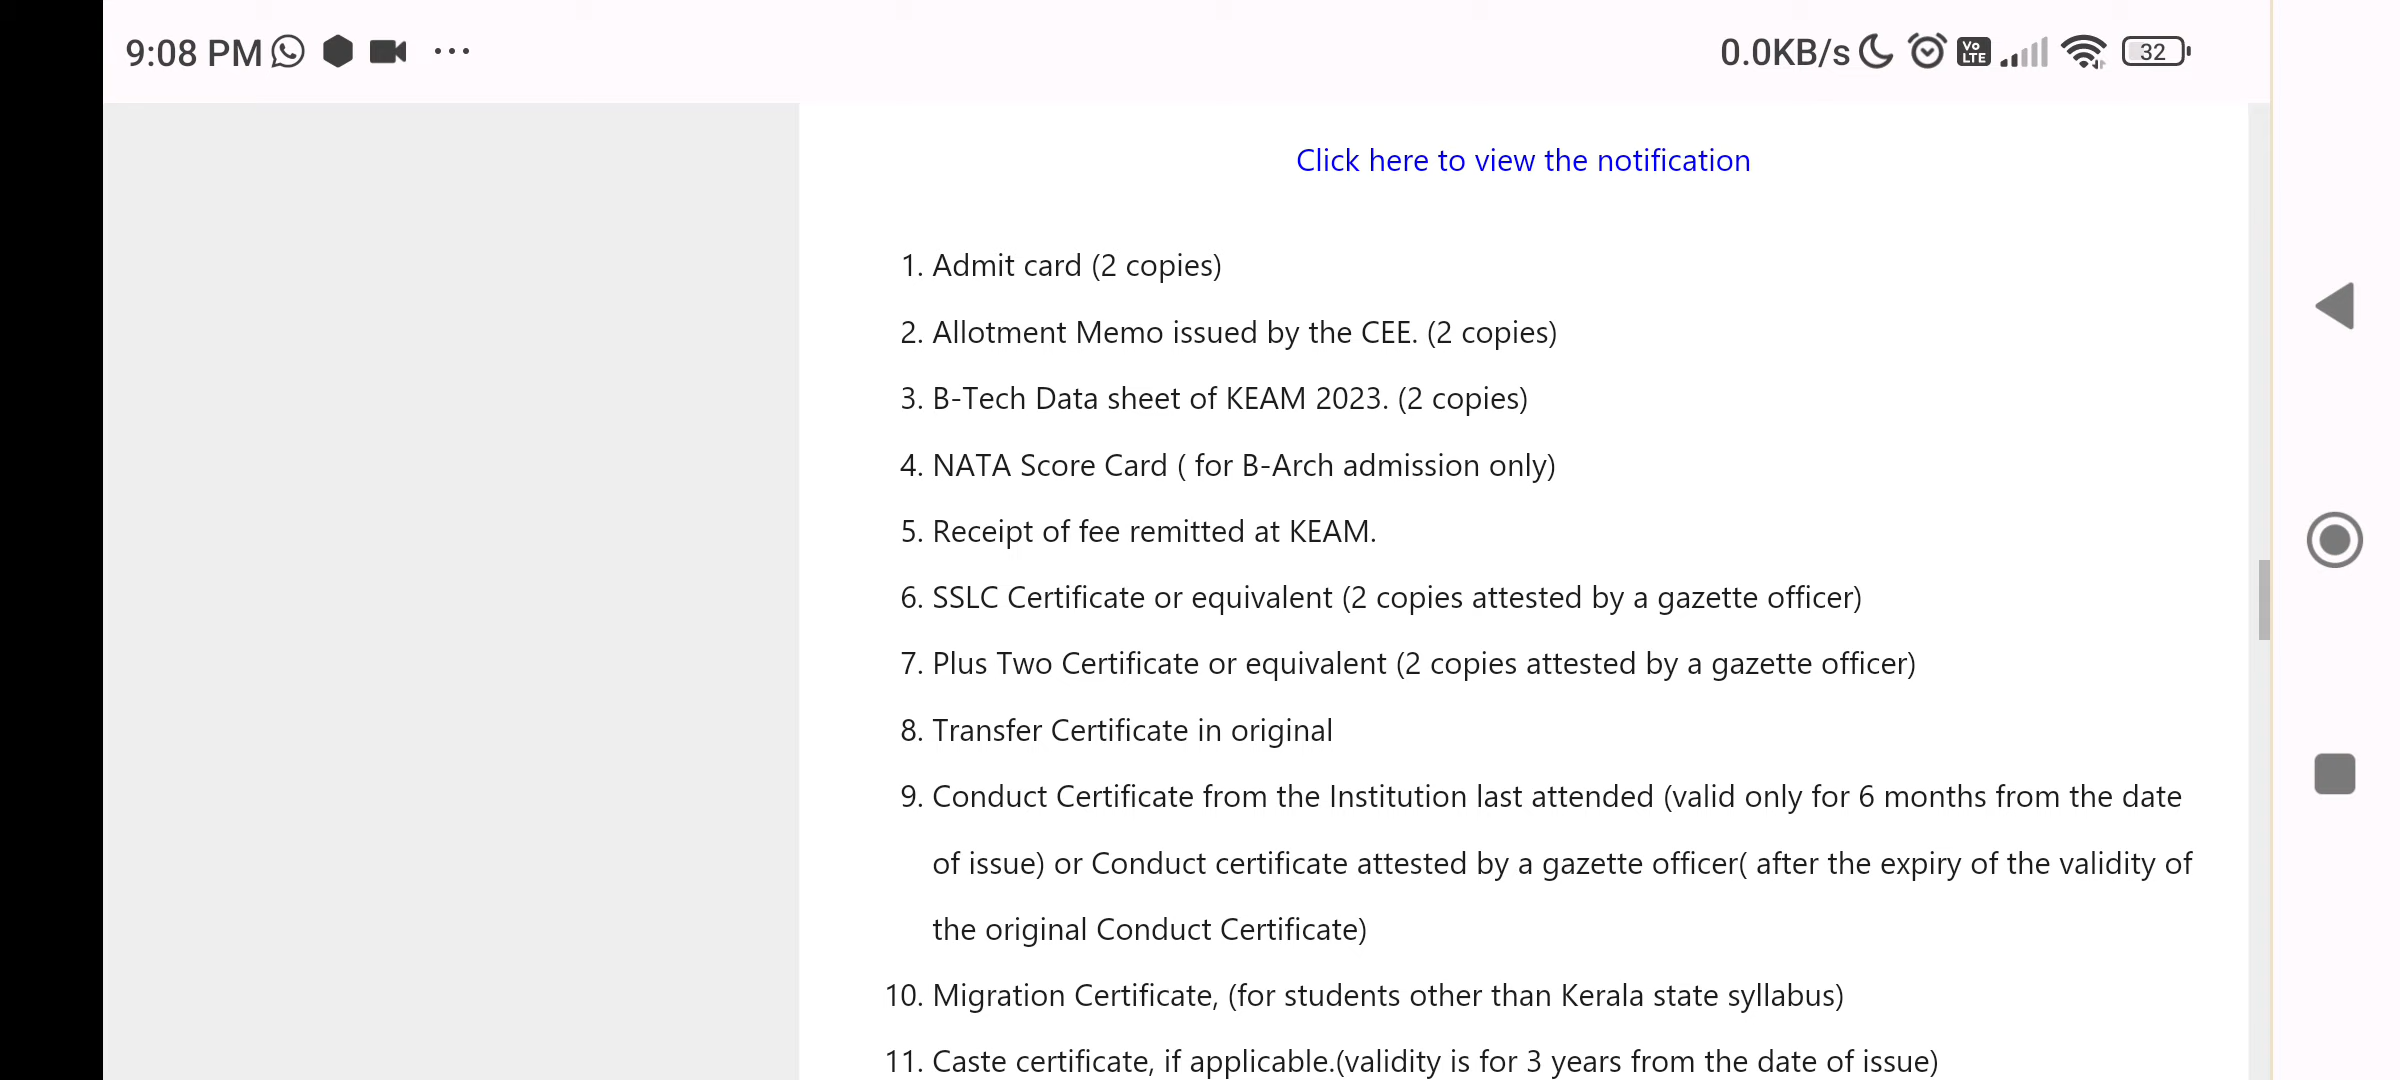 9:08 PM 0.0KB/s Vo LTE 32
Click here to view the notification
1. Admit card (2 copies)
2. Allotment Memo issued by the CEE. (2 copies)
3. B-Tech Data sheet of KEAM 2023. (2 copies)
4. NATA Score Card ( for B-Arch admission only)
5. Receipt of fee remitted at KEAM.
6. SSLC Certificate or equivalent (2 copies attested by a gazette officer)
7. Plus Two Certificate or equivalent (2 copies attested by a gazette officer)
8. Transfer Certificate in original
9. Conduct Certificate from the Institution last attended (valid only for 6 months from the date
of issue) or Conduct certificate attested by a gazette officer( after the expiry of the validity of
the original Conduct Certificate)
10. Migration Certificate, (for students other than Kerala state syllabus)
11. Caste certificate, if applicable.(validity is for 3 years from the date of issue)